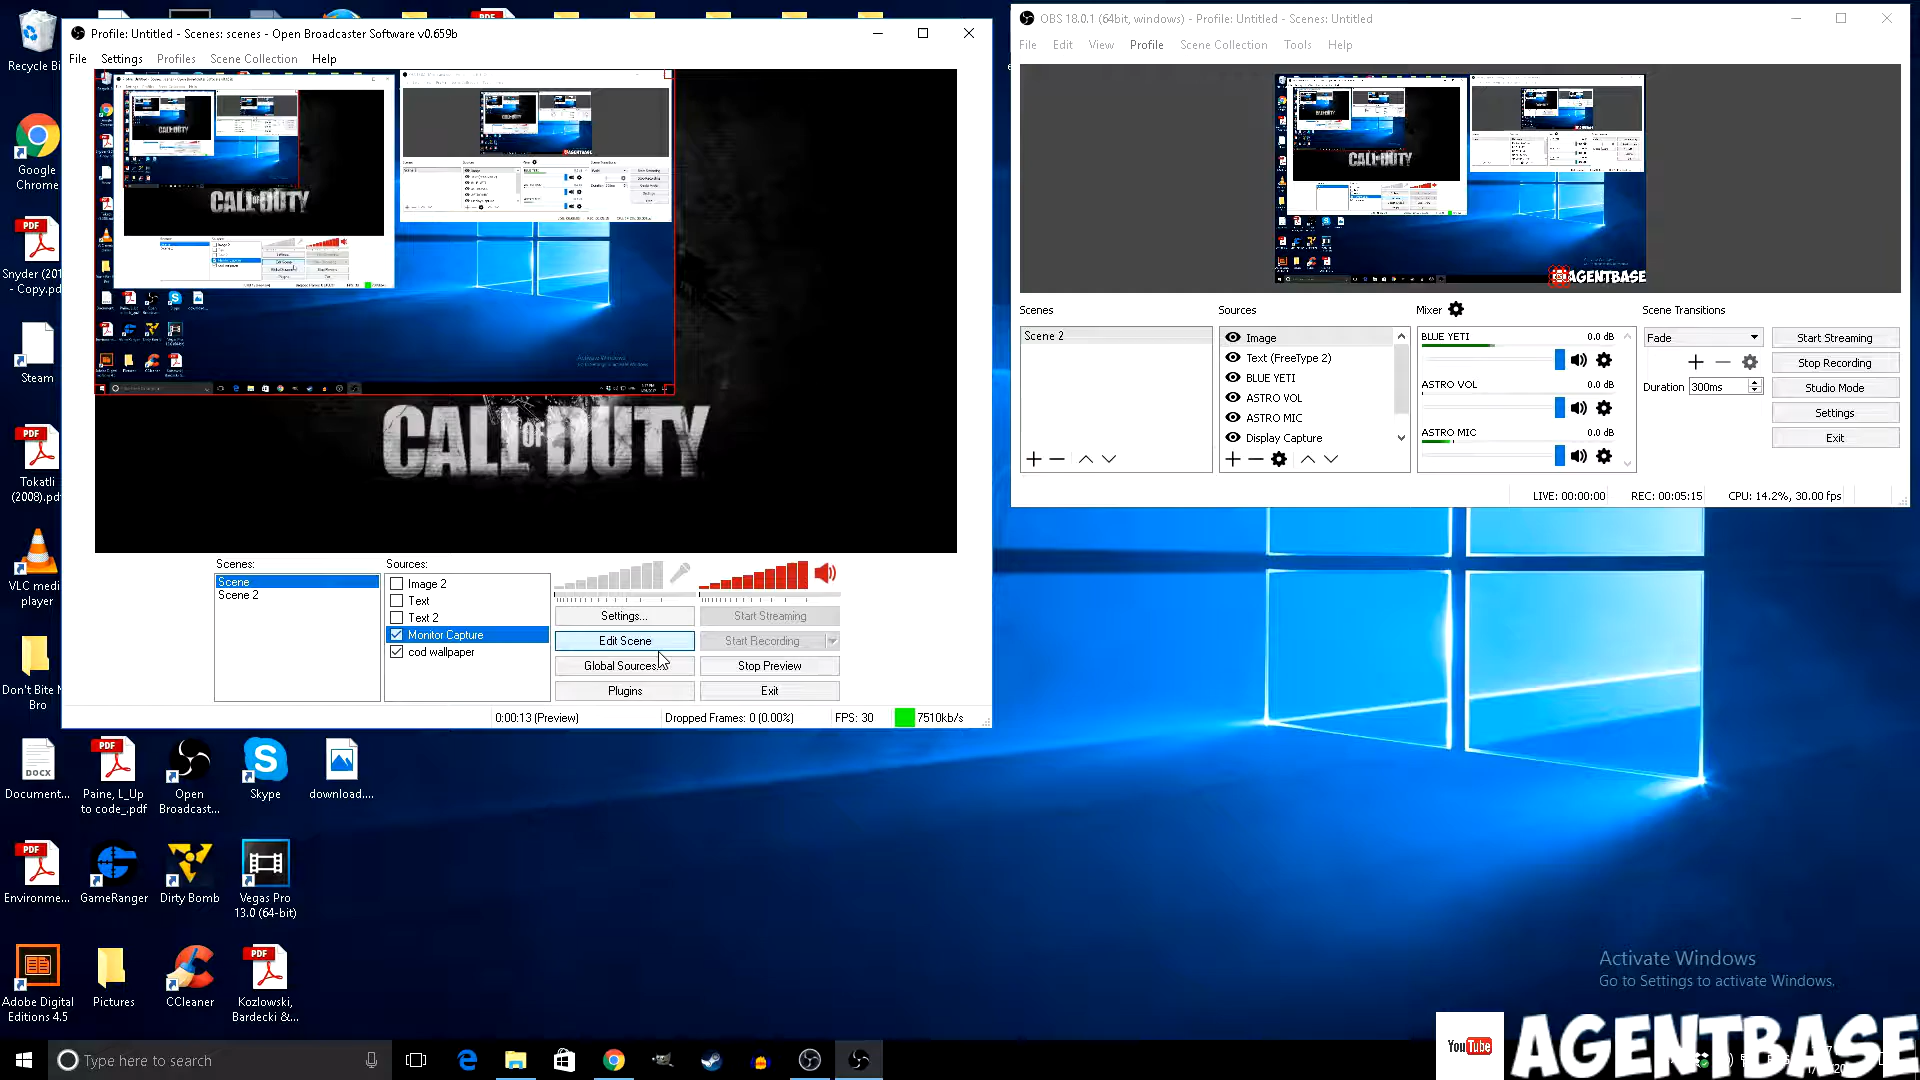 Profile: Untitled - Scenes: scenes - Open Broadcaster Software v0.659b
File Settings Profiles Scene Collection Help
CALL OF DUTY
CALL OF DUTY
Scenes:
Scene
Scene 2
Sources:
Image 2
Text
Text 2
Monitor Capture
cod wallpaper
Settings...
Start Streaming
Edit Scene
Start Recording
Global Sources...
Stop Preview
Plugins
Exit
0:00:13 (Preview)
Dropped Frames: 0 (0.00%)
FPS: 30
7510kb/s
OBS 18.0.1 (64bit, windows) - Profile: Untitled - Scenes: Untitled
File Edit View Profile Scene Collection Tools Help
CALL OF DUTY
AGENTBASE
Scenes
Scene 2
Sources
Image
Text (FreeType 2)
BLUE YETI
ASTRO VOL
ASTRO MIC
Display Capture
Mixer
BLUE YETI 0.0 dB
ASTRO VOL 0.0 dB
ASTRO MIC 0.0 dB
Scene Transitions
Fade
Duration 300ms
Start Streaming
Stop Recording
Studio Mode
Settings
Exit
LIVE: 00:00:00
REC: 00:05:15
CPU: 14.2%, 30.00 fps
Recycle Bi
Google
Chrome
Snyder (201
- Copy.pd
Steam
Tokatli
(2008).pd
VLC medi
player
Don't Bite M
Bro
Document...
Paine, L_Up
to code_.pdf
Open
Broadcast...
Skype
download....
Environme...
GameRanger
Dirty Bomb
Vegas Pro
13.0 (64-bit)
Adobe Digital
Editions 4.5
Pictures
CCleaner
Kozlowski,
Bardecki &...
Activate Windows
Go to Settings to activate Windows.
Type here to search
YouTube
AGENTBASE